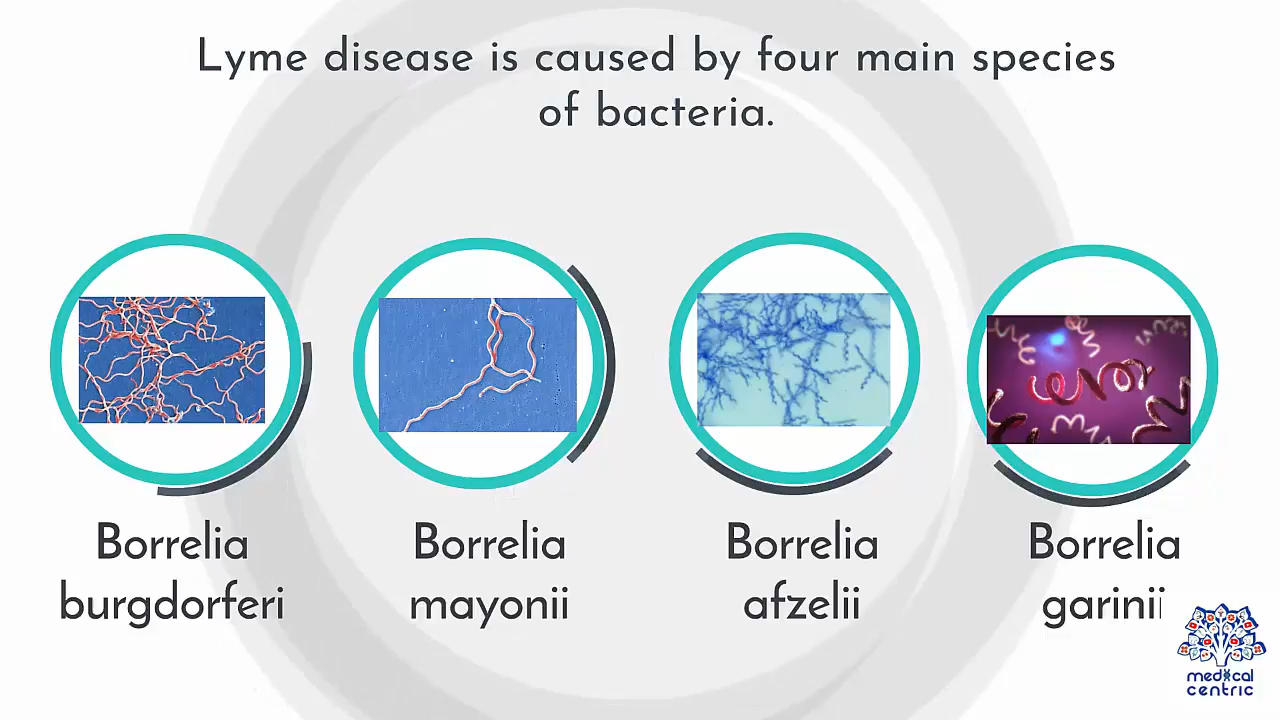 Lyme disease is caused by four main species
of bacteria.
Borrelia
burgdorferi
Borrelia
mayonii
Borrelia
afzelii
Borrelia
garinii
medical
centric